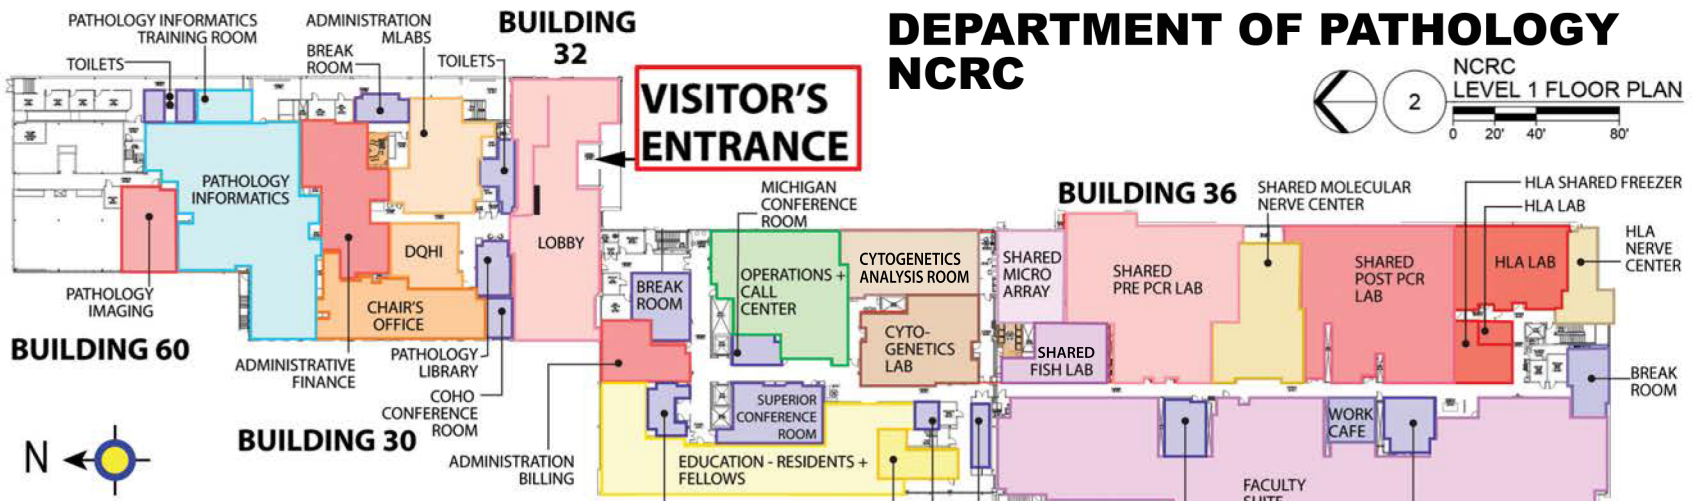 PATHOLOGY INFORMATICS
TRAINING ROOM
ADMINISTRATION
MLABS
BUILDING
32
DEPARTMENT OF PATHOLOGY
NCRC
TOILETS
BREAK
ROOM
TOILETS
VISITOR'S
ENTRANCE
2
NCRC
LEVEL 1 FLOOR PLAN
0 20' 40' 80'
PATHOLOGY
INFORMATICS
DQHI
LOBBY
CHAIR'S
OFFICE
PATHOLOGY
IMAGING
BUILDING 60
ADMINISTRATIVE
FINANCE
PATHOLOGY
LIBRARY
COHO
CONFERENCE
ROOM
BUILDING 30
ADMINISTRATION
BILLING
N
MICHIGAN
CONFERENCE
ROOM
BUILDING 36
SHARED MOLECULAR
NERVE CENTER
HLA SHARED FREEZER
HLA LAB
HLA
NERVE
CENTER
BREAK
ROOM
OPERATIONS +
CALL
CENTER
CYTOGENETICS
ANALYSIS ROOM
CYTO-
GENETICS
LAB
SHARED
MICRO
ARRAY
SHARED
FISH LAB
SHARED
PRE PCR LAB
SHARED
POST PCR
LAB
HLA LAB
BREAK
ROOM
SUPERIOR
CONFERENCE
ROOM
EDUCATION - RESIDENTS +
FELLOWS
WORK
CAFE
FACULTY
SUITE